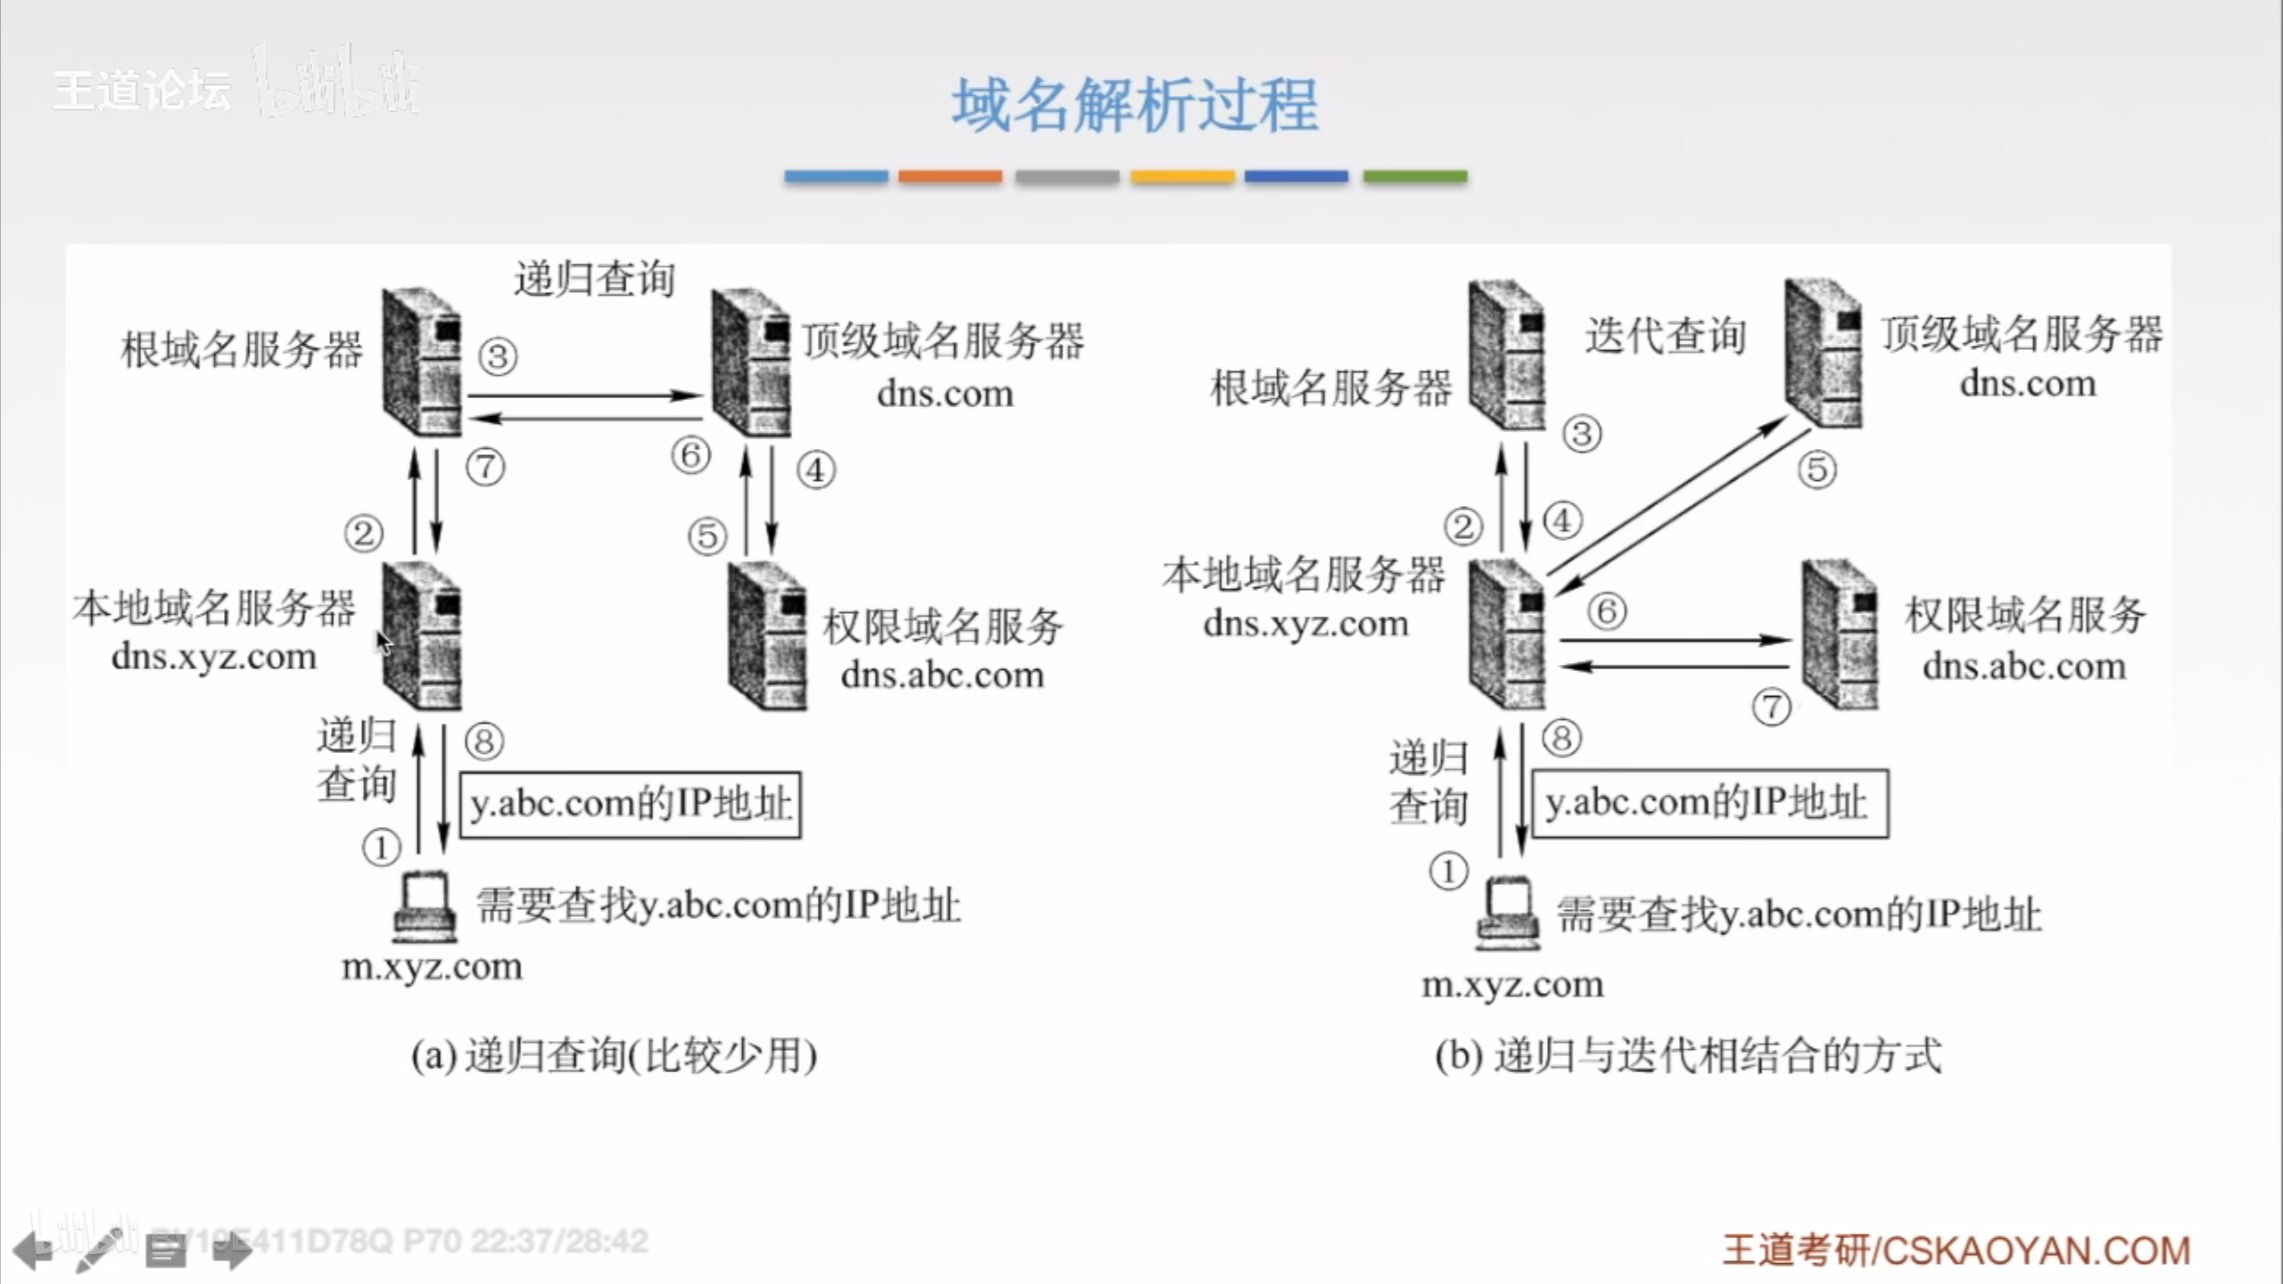 王道论坛 bilibili
域名解析过程
递归查询
根域名服务器
③
顶级域名服务器
dns.com
⑦
⑥
④
②
⑤
本地域名服务器
dns.xyz.com
权限域名服务
dns.abc.com
递归
查询
⑧
y.abc.com的IP地址
①
需要查找y.abc.com的IP地址
m.xyz.com
(a) 递归查询(比较少用)
迭代查询
顶级域名服务器
dns.com
根域名服务器
③
⑤
②
④
本地域名服务器
dns.xyz.com
⑥
权限域名服务
dns.abc.com
⑦
递归
查询
⑧
y.abc.com的IP地址
①
需要查找y.abc.com的IP地址
m.xyz.com
(b) 递归与迭代相结合的方式
bilibili P70 22:37/28:42
王道考研/CSKAOYAN.COM